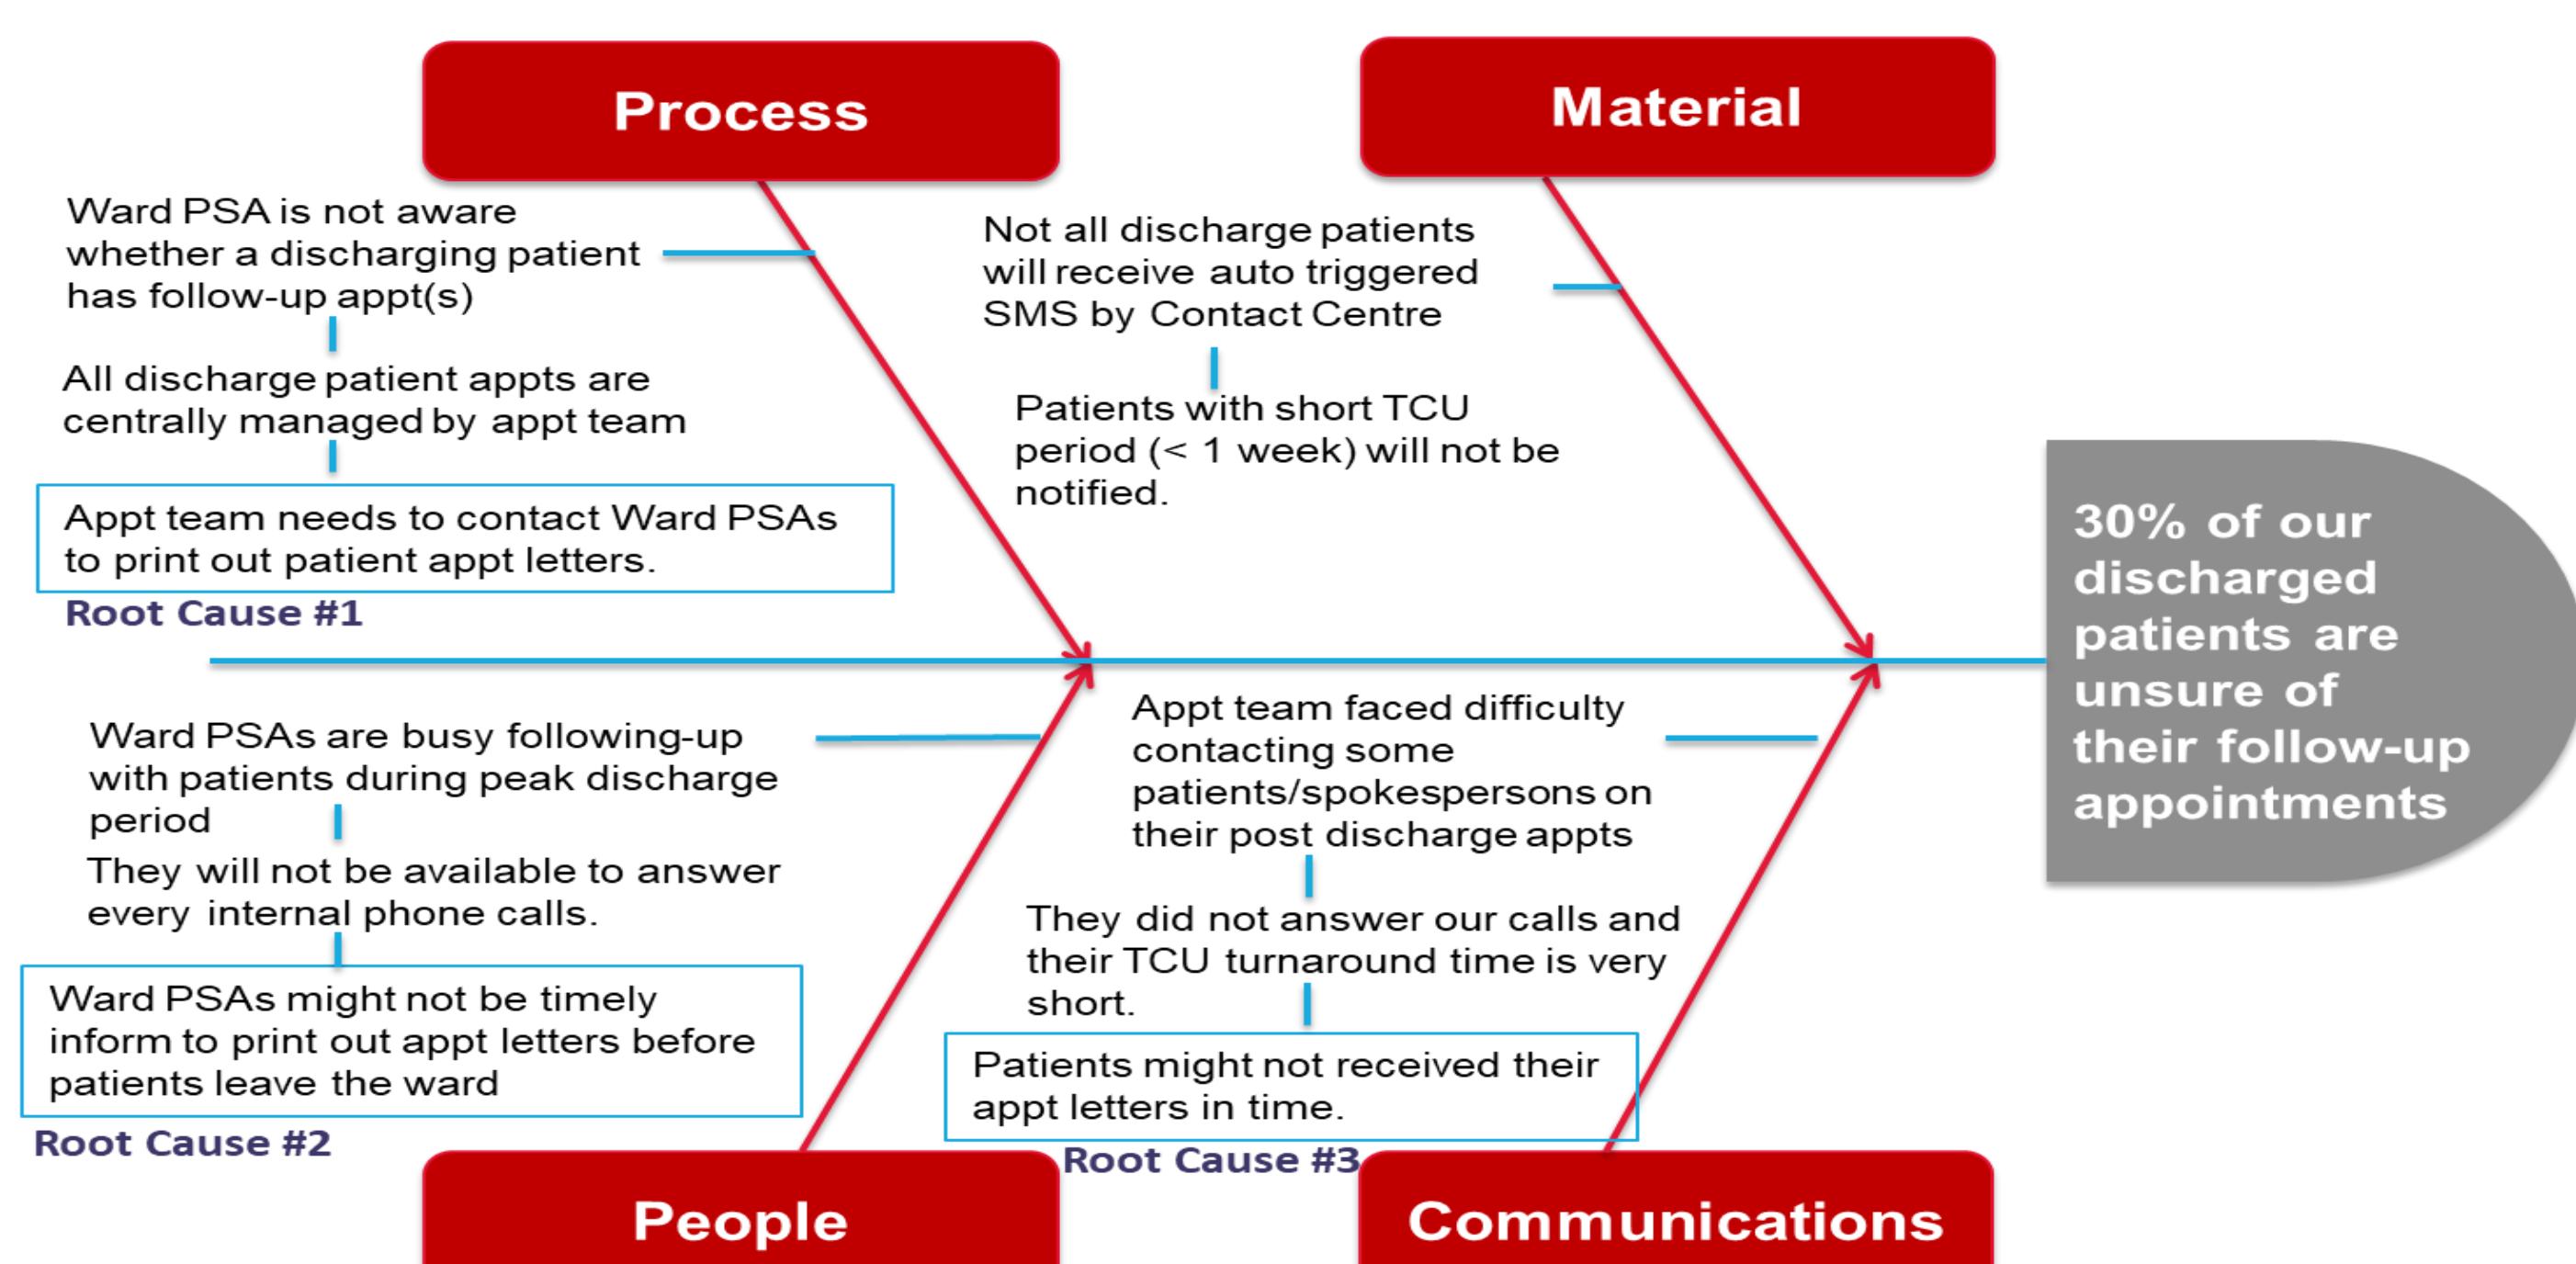 Process
Ward PSA is not aware
whether a discharging patient
has follow-up appt(s)
All discharge patient appts are
centrally managed by appt team
Appt team needs to contact Ward PSAs
to print out patient appt letters.
Root Cause #1
Material
Not all discharge patients
will receive auto triggered
SMS by Contact Centre
Patients with short TCU
period (< 1 week) will not be
notified.
Ward PSAs are busy following-up
with patients during peak discharge
period
They will not be available to answer
every internal phone calls.
Ward PSAs might not be timely
inform to print out appt letters before
patients leave the ward
Root Cause #2
People
Appt team faced difficulty
contacting some
patients/spokespersons on
their post discharge appts
They did not answer our calls and
their TCU turnaround time is very
short.
Patients might not received their
appt letters in time.
Root Cause #3
Communications
30% of our
discharged
patients are
unsure of
their follow-up
appointments